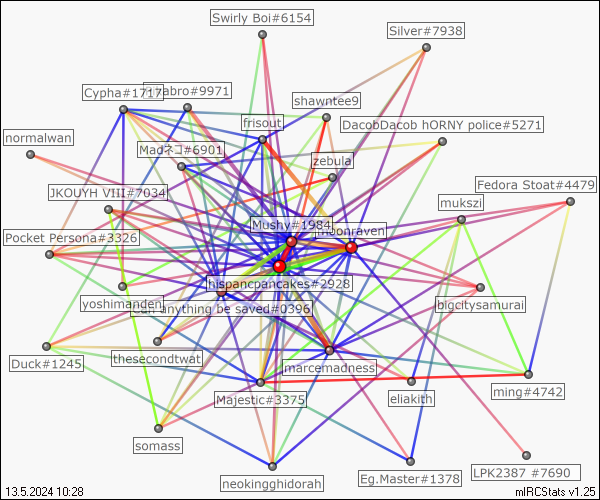 Swirly Boi#6154
Silver#7938
Cypha#1717
abro#9971
shawntee9
frisout
DacobDacob hORNY police#5271
normalwan
Madネコ#6901
zebula
JKOUYH VIII#7034
Fedora Stoat#4479
mukszi
Mushy#1984
moonraven
Pocket Persona#3326
hispancpancakes#2928
yoshimanden
can anything be saved#0396
bigcitysamurai
Duck#1245
thesecondtwat
marcemadness
Majestic#3375
eliakith
ming#4742
somass
neokingghidorah
Eg.Master#1378
LPK2387 #7690
13.5.2024 10:28
mIRCStats v1.25